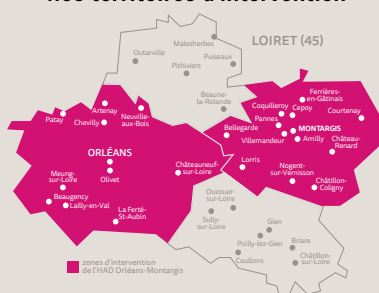 nos territoires d'intervention
LOIRET (45)
Malesherbes
Outarville
Puiseaux
Pithiviers
Beaune-
la-Rolande
Ferrières-
en-Gâtinais
Coquilleroy
Cepoy
Courtenay
Pannes
MONTARGIS
Bellegarde
Villemandeur
Amilly
Château-
Renard
Artenay
Patay
Chevilly
Neuville-
aux-Bois
ORLÉANS
Olivet
Châteauneuf-
sur-Loire
Lorris
Nogent-
sur-Vernisson
Châtillon-
Coligny
Meung-
sur-Loire
Beaugency
Lailly-en-Val
La Ferté-
St-Aubin
Ouzouer-
sur-Loire
Sully-
sur-Loire
Gien
Poilly-lez-Gien
Briare
Coullons
Châtillon-
sur-Loire
zones d'intervention
de l'HAD Orléans-Montargis